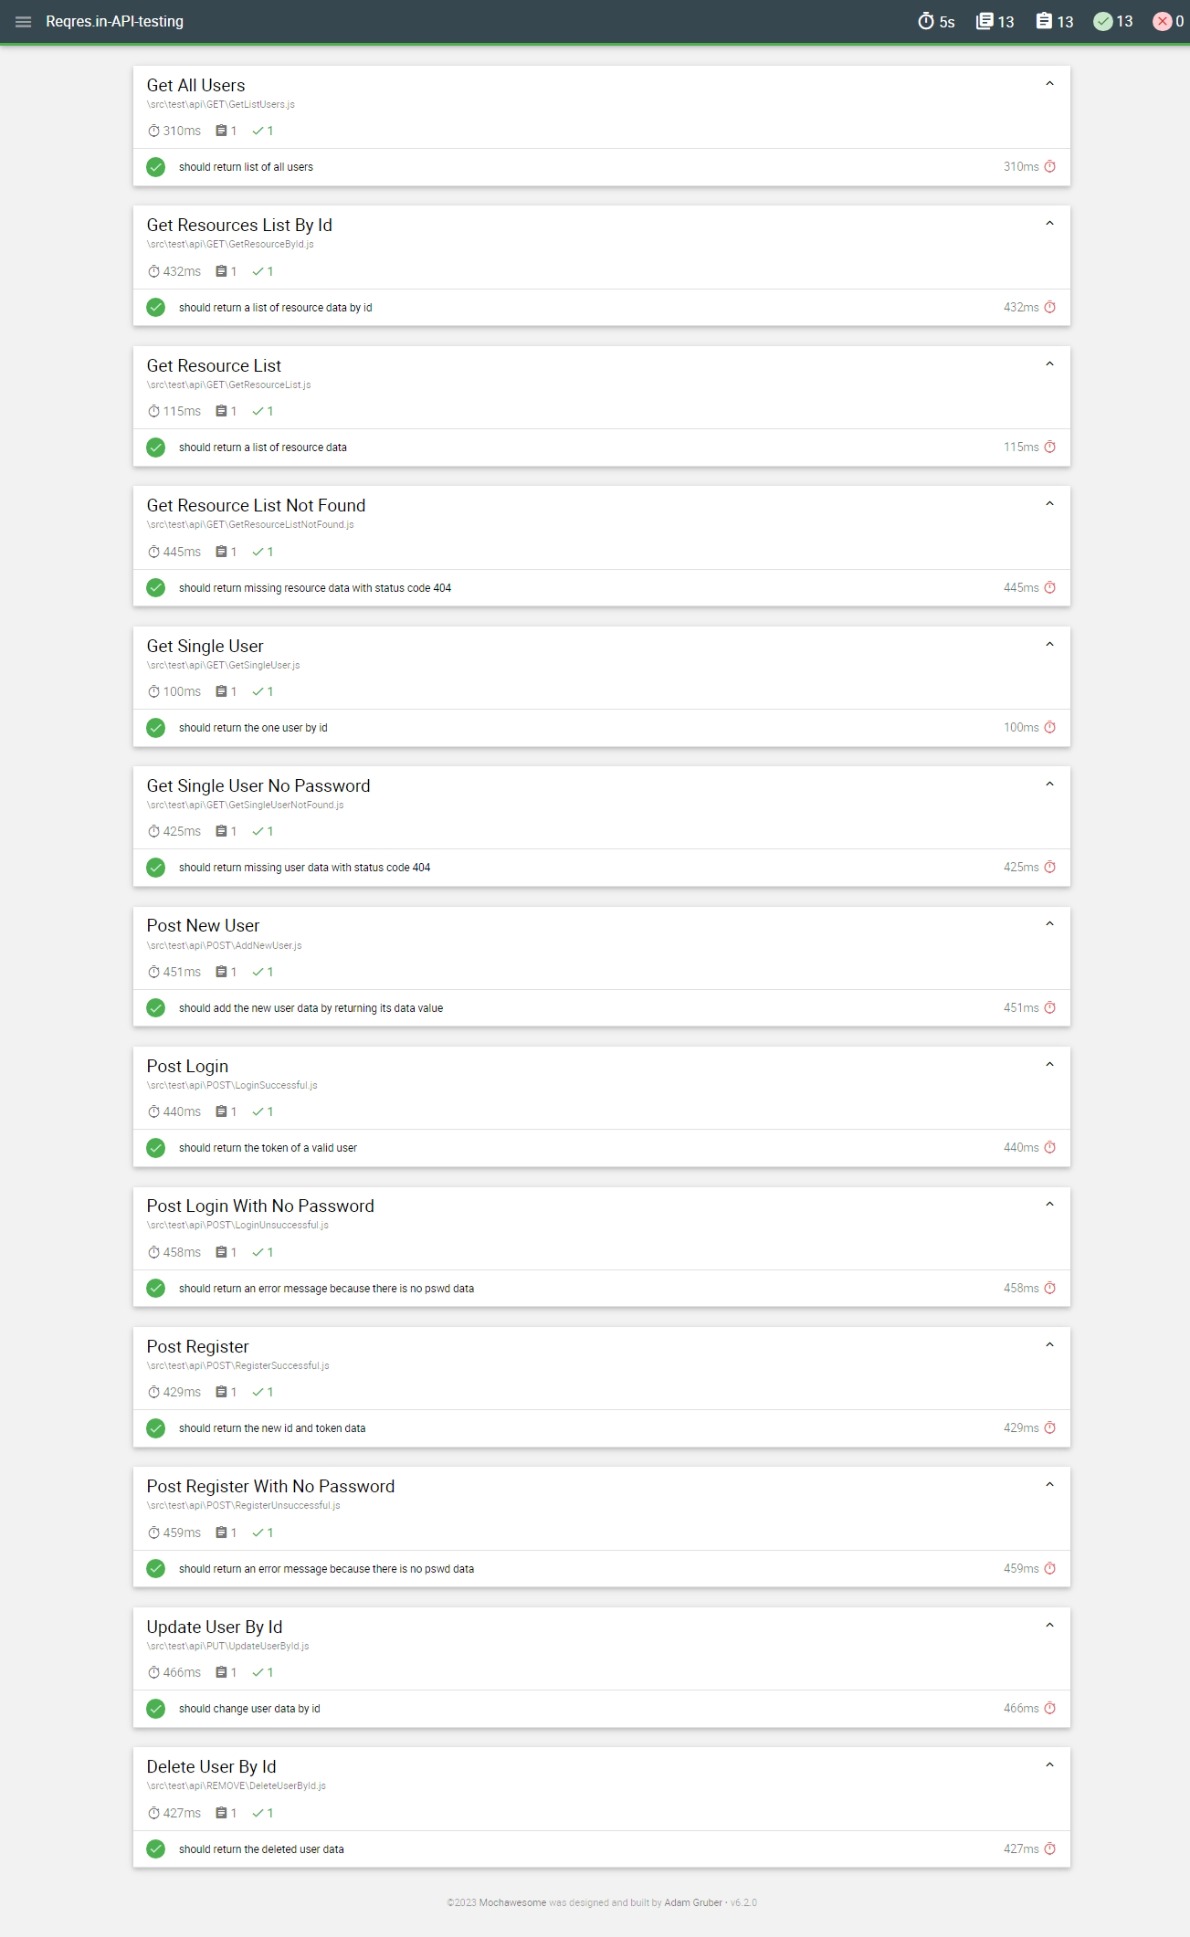 Reqres.in-API-testing 5s 13 13 13 0
Get All Users
\src\test\api\GET\GetListUsers.js
310ms 1 1
should return list of all users 310ms
Get Resources List By Id
\src\test\api\GET\GetResourceById.js
432ms 1 1
should return a list of resource data by id 432ms
Get Resource List
\src\test\api\GET\GetResourceList.js
115ms 1 1
should return a list of resource data 115ms
Get Resource List Not Found
\src\test\api\GET\GetResourceListNotFound.js
445ms 1 1
should return missing resource data with status code 404 445ms
Get Single User
\src\test\api\GET\GetSingleUser.js
100ms 1 1
should return the one user by id 100ms
Get Single User No Password
\src\test\api\GET\GetSingleUserNotFound.js
425ms 1 1
should return missing user data with status code 404 425ms
Post New User
\src\test\api\POST\AddNewUser.js
451ms 1 1
should add the new user data by returning its data value 451ms
Post Login
\src\test\api\POST\LoginSuccessful.js
440ms 1 1
should return the token of a valid user 440ms
Post Login With No Password
\src\test\api\POST\LoginUnsuccessful.js
458ms 1 1
should return an error message because there is no pswd data 458ms
Post Register
\src\test\api\POST\RegisterSuccessful.js
429ms 1 1
should return the new id and token data 429ms
Post Register With No Password
\src\test\api\POST\RegisterUnsuccessful.js
459ms 1 1
should return an error message because there is no pswd data 459ms
Update User By Id
\src\test\api\PUT\UpdateUserById.js
466ms 1 1
should change user data by id 466ms
Delete User By Id
\src\test\api\REMOVE\DeleteUserById.js
427ms 1 1
should return the deleted user data 427ms
©2023 Mochawesome was designed and built by Adam Gruber • v6.2.0